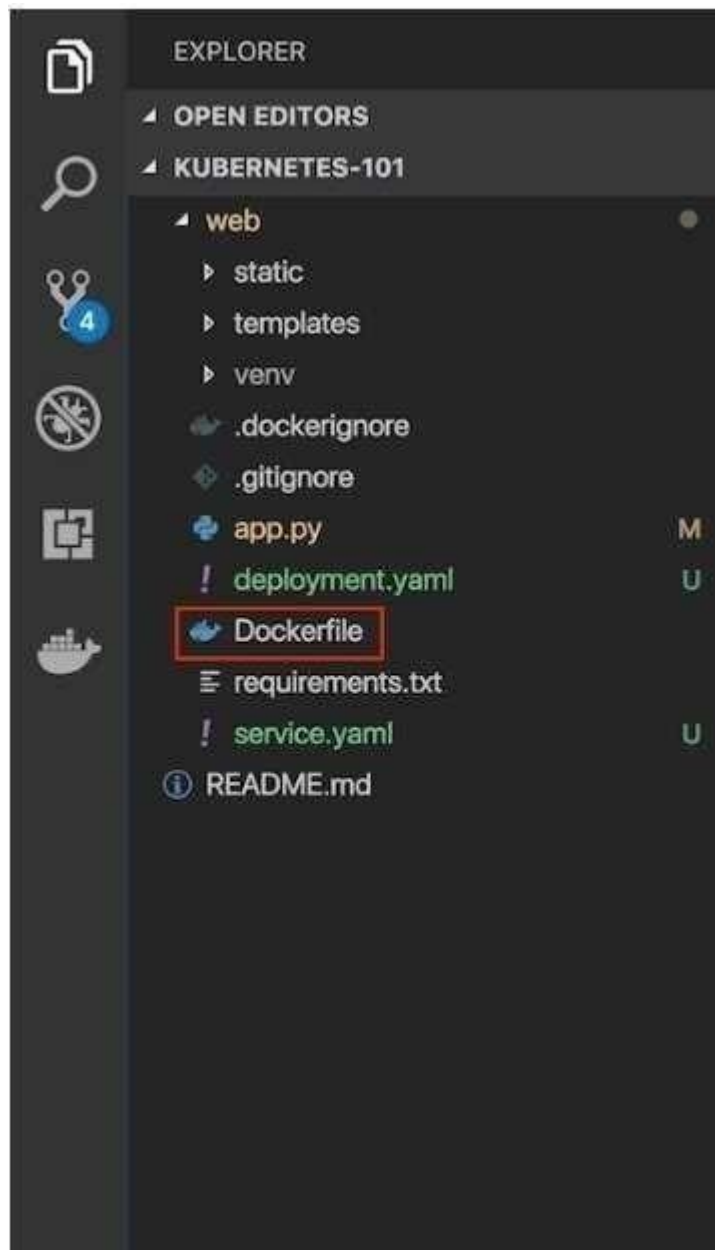 EXPLORER
OPEN EDITORS
KUBERNETES-101
web
static
templates
4
venv
.dockerignore
.gitignore
app.py M
deployment.yaml U
Dockerfile
requirements.txt
service.yaml U
README.md